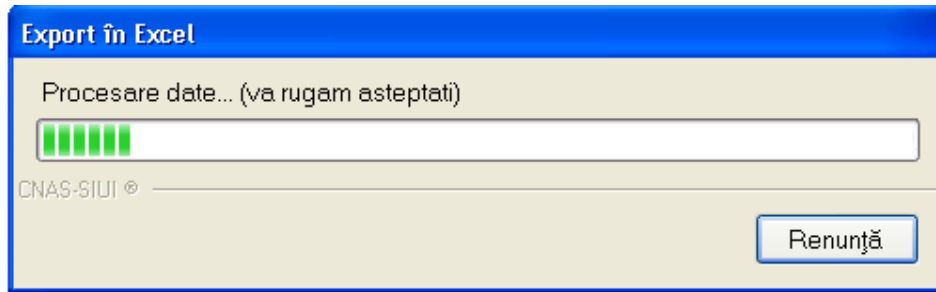 Export în Excel
Procesare date... (va rugam asteptati)
CNAS-SIUI ®
Renunţă